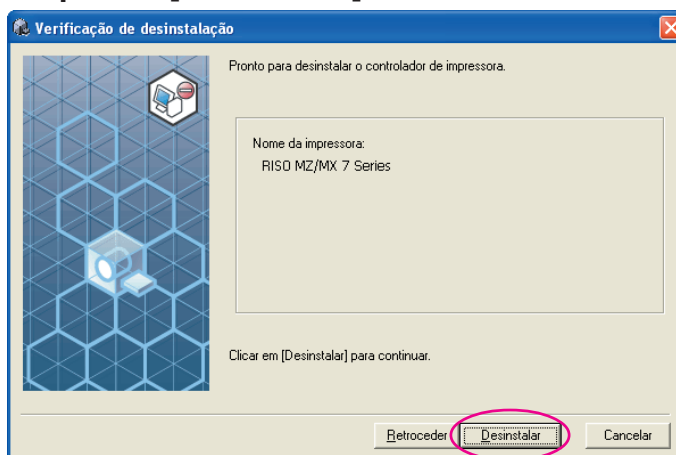 Verificação de desinstalação
Pronto para desinstalar o controlador de impressora.
Nome da impressora:
RISO MZ/MX 7 Series
Clicar em [Desinstalar] para continuar.
Retroceder Desinstalar Cancelar